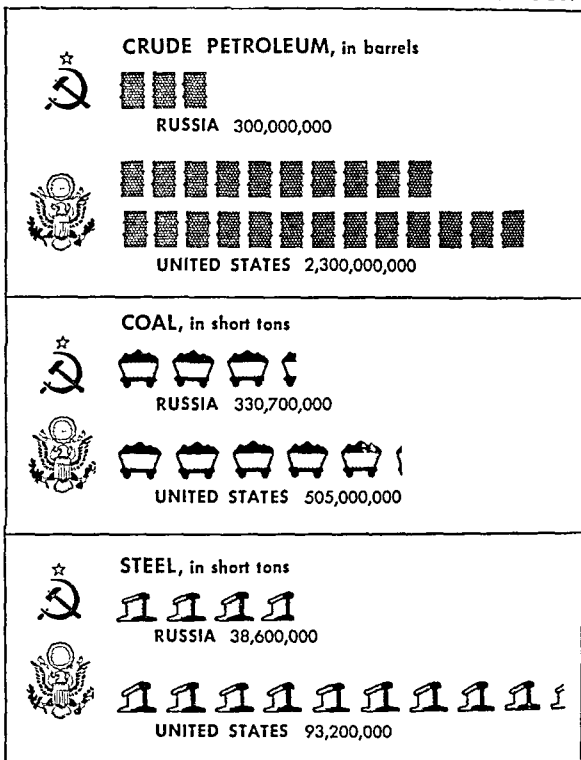 CRUDE PETROLEUM, in barrels
RUSSIA 300,000,000
UNITED STATES 2,300,000,000
COAL, in short tons
RUSSIA 330,700,000
UNITED STATES 505,000,000
STEEL, in short tons
RUSSIA 38,600,000
UNITED STATES 93,200,000